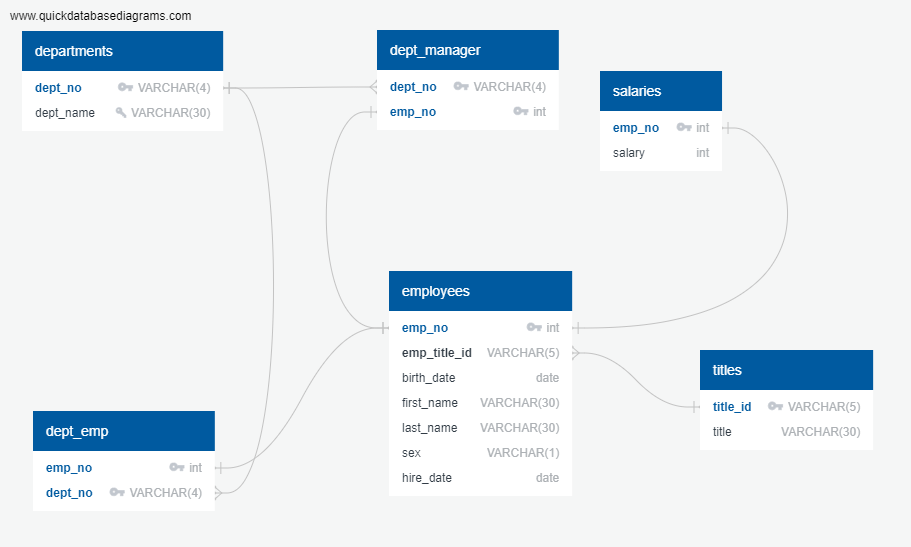 www.quickdatabasediagrams.com
departments
dept_no VARCHAR(4)
dept_name VARCHAR(30)
dept_manager
dept_no VARCHAR(4)
emp_no int
salaries
emp_no int
salary int
employees
emp_no int
emp_title_id VARCHAR(5)
birth_date date
first_name VARCHAR(30)
last_name VARCHAR(30)
sex VARCHAR(1)
hire_date date
titles
title_id VARCHAR(5)
title VARCHAR(30)
dept_emp
emp_no int
dept_no VARCHAR(4)